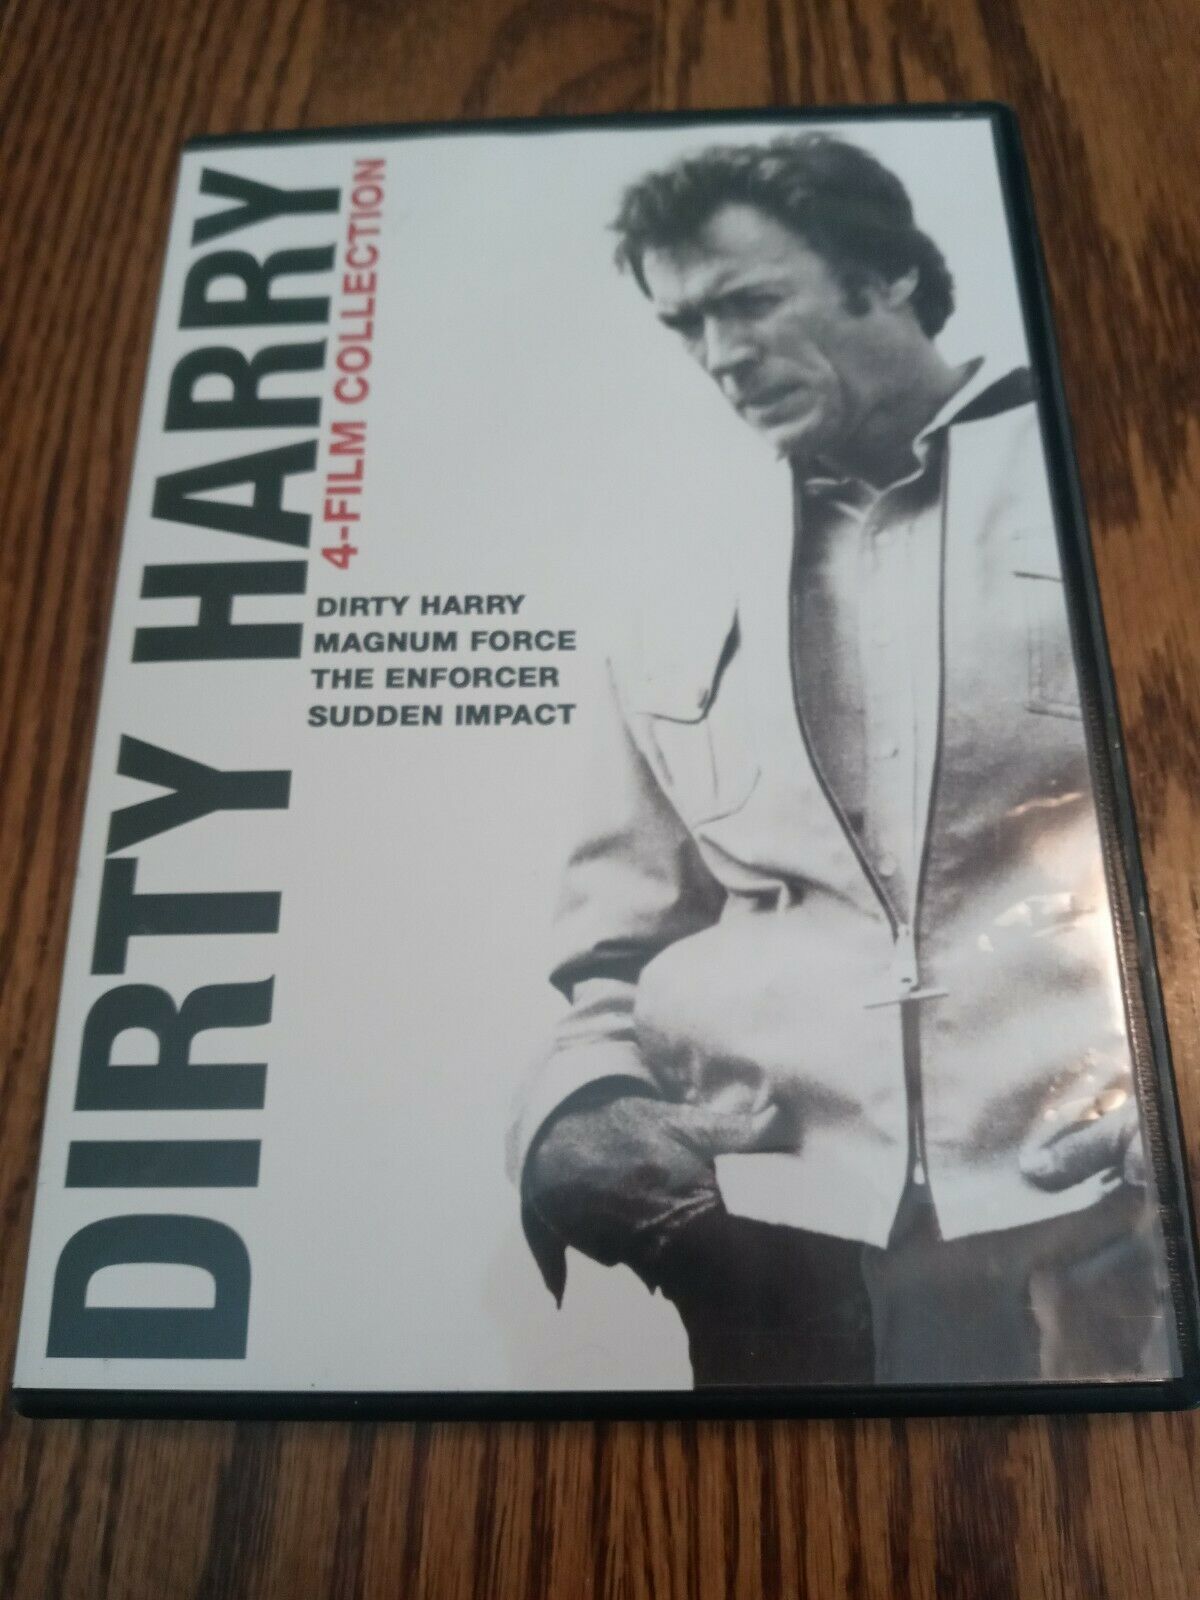 DIRTY HARRY
4-FILM COLLECTION
DIRTY HARRY
MAGNUM FORCE
THE ENFORCER
SUDDEN IMPACT